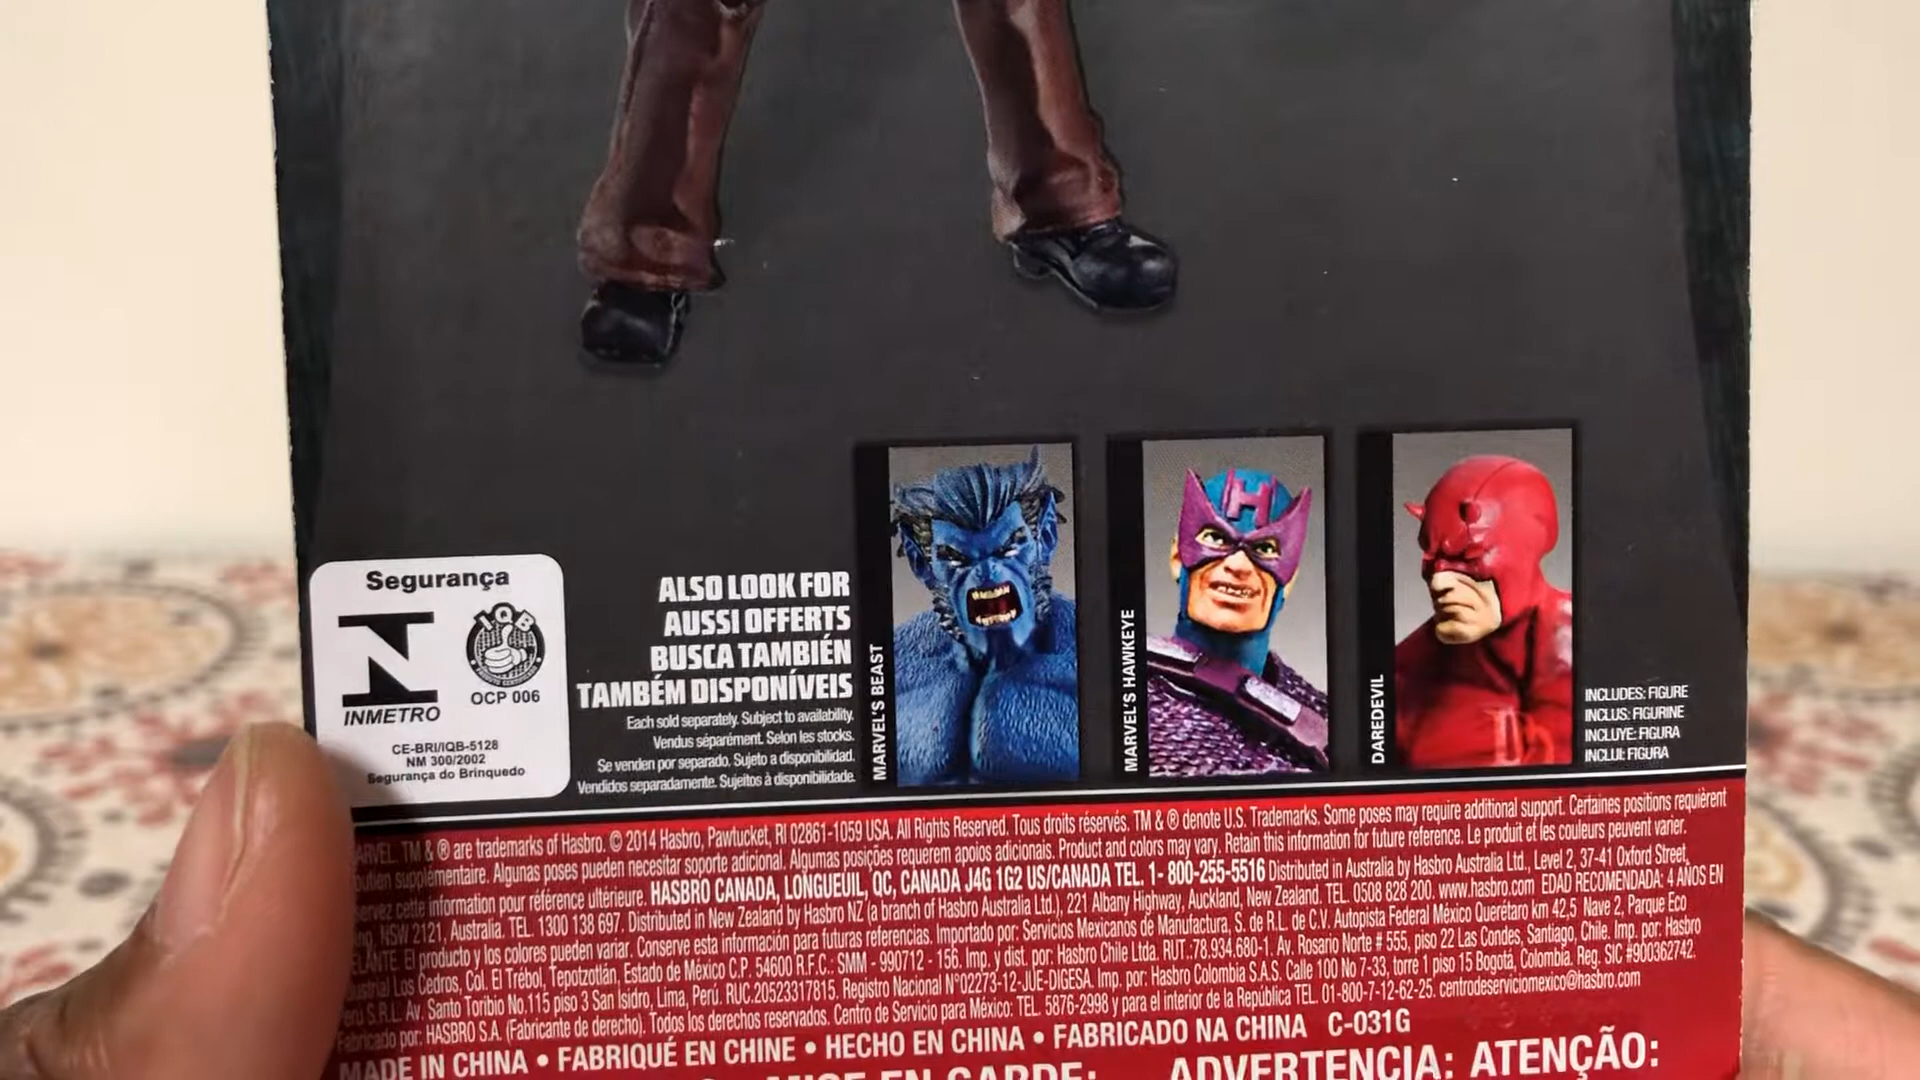 Segurança
IQB
INMETRO
OCP 006
CE-BRI/IQB-5128
NM 300/2002
Segurança do Brinquedo
ALSO LOOK FOR
AUSSI OFFERTS
BUSCA TAMBIÉN
TAMBÉM DISPONÍVEIS
Each sold separately. Subject to availability.
Vendus séparément. Selon les stocks.
Se venden por separado. Sujeto a disponibilidad.
Vendidos separadamente. Sujeitos à disponibilidade.
MARVEL'S BEAST
H
MARVEL'S HAWKEYE
DAREDEVIL
INCLUDES: FIGURE
INCLUS: FIGURINE
INCLUYE: FIGURA
INCLUI: FIGURA
TM & ® are trademarks of Hasbro. © 2014 Hasbro, Pawtucket, RI 02861-1059 USA. All Rights Reserved. Tous droits réservés. TM & ® denote U.S. Trademarks. Some poses may require additional support. Certaines positions requièrent
supplémentaire. Algunas poses pueden necesitar soporte adicional. Algumas posições requerem apoios adicionais. Product and colors may vary. Retain this information for future reference. Le produit et les couleurs peuvent varier.
cette information pour référence ultérieure. HASBRO CANADA, LONGUEUIL, QC, CANADA J4G 1G2 US/CANADA TEL. 1- 800-255-5516 Distributed in Australia by Hasbro Australia Ltd., Level 2, 37-41 Oxford Street,
NSW 2121, Australia. TEL. 1300 138 697. Distributed in New Zealand by Hasbro NZ (a branch of Hasbro Australia Ltd.), 221 Albany Highway, Auckland, New Zealand. TEL. 0508 828 200. www.hasbro.com EDAD RECOMENDADA: 4 AÑOS EN
El producto y los colores pueden variar. Conserve esta información para futuras referencias. Importado por: Servicios Mexicanos de Manufactura, S. de R.L. de C.V. Autopista Federal México Querétaro km 42,5 Nave 2, Parque Eco
Los Cedros, Col. El Trébol, Tepotzotlán, Estado de México C.P. 54600 R.F.C.: SMM - 990712 - 156. Imp. y dist. por: Hasbro Chile Ltda. RUT.:78.934.680-1. Av. Rosario Norte # 555, piso 22 Las Condes, Santiago, Chile. Imp. por: Hasbro
Perú S.R.L. Av. Santo Toribio No.115 piso 3 San Isidro, Lima, Perú. RUC.20523317815. Registro Nacional N°02273-12-JUE-DIGESA. Imp. por: Hasbro Colombia S.A.S. Calle 100 No 7-33, torre 1 piso 15 Bogotá, Colombia. Reg. SIC #900362742.
por: HASBRO S.A. (Fabricante de derecho). Todos los derechos reservados. Centro de Servicio para México: TEL. 5876-2998 y para el interior de la República TEL. 01-800-7-12-62-25. centrodeserviciomexico@hasbro.com
MADE IN CHINA • FABRIQUÉ EN CHINE • HECHO EN CHINA • FABRICADO NA CHINA C-031G
MISE EN GARDE: ADVERTENCIA: ATENÇÃO: